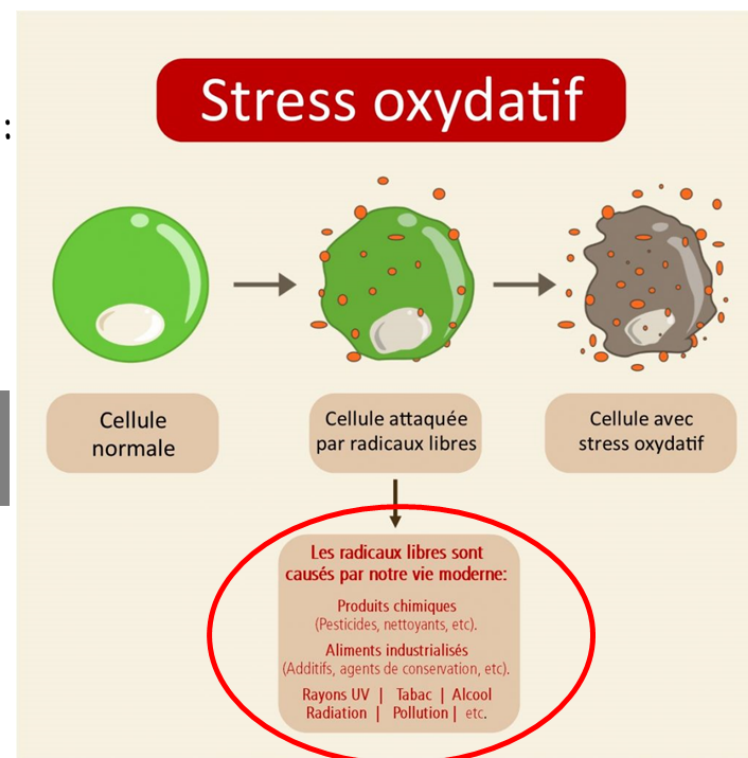 Stress oxydatif
:
Cellule
normale
Cellule attaquée
par radicaux libres
Cellule avec
stress oxydatif
Les radicaux libres sont
causés par notre vie moderne:
Produits chimiques
(Pesticides, nettoyants, etc).
Aliments industrialisés
(Additifs, agents de conservation, etc).
Rayons UV | Tabac | Alcool
Radiation | Pollution | etc.